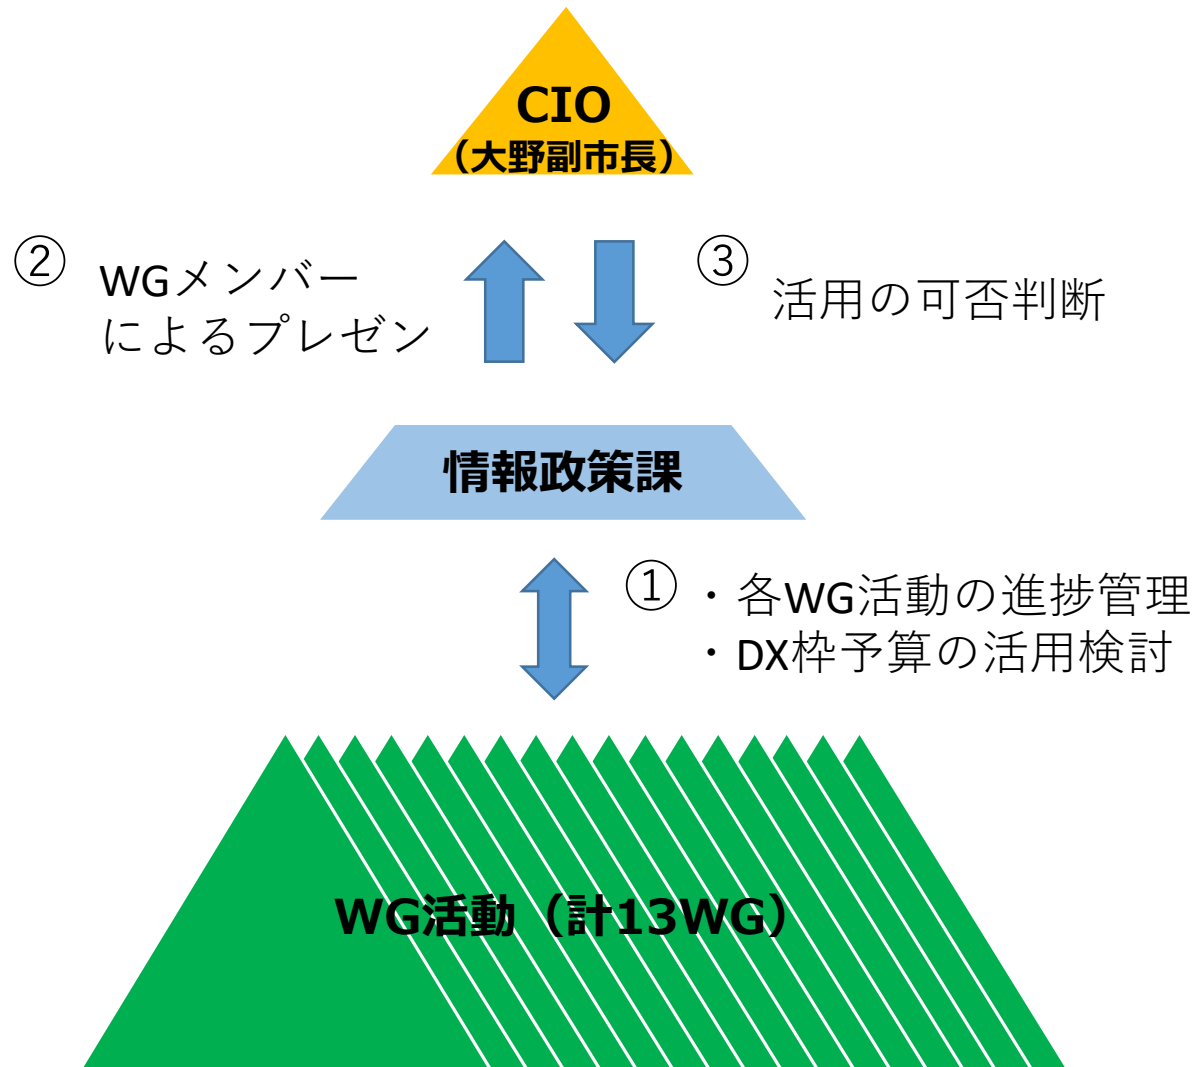 CIO
(大野副市長)
②
WGメンバー
によるプレゼン
③
活用の可否判断
情報政策課
①
・各WG活動の進捗管理
・DX枠予算の活用検討
WG活動（計13WG）